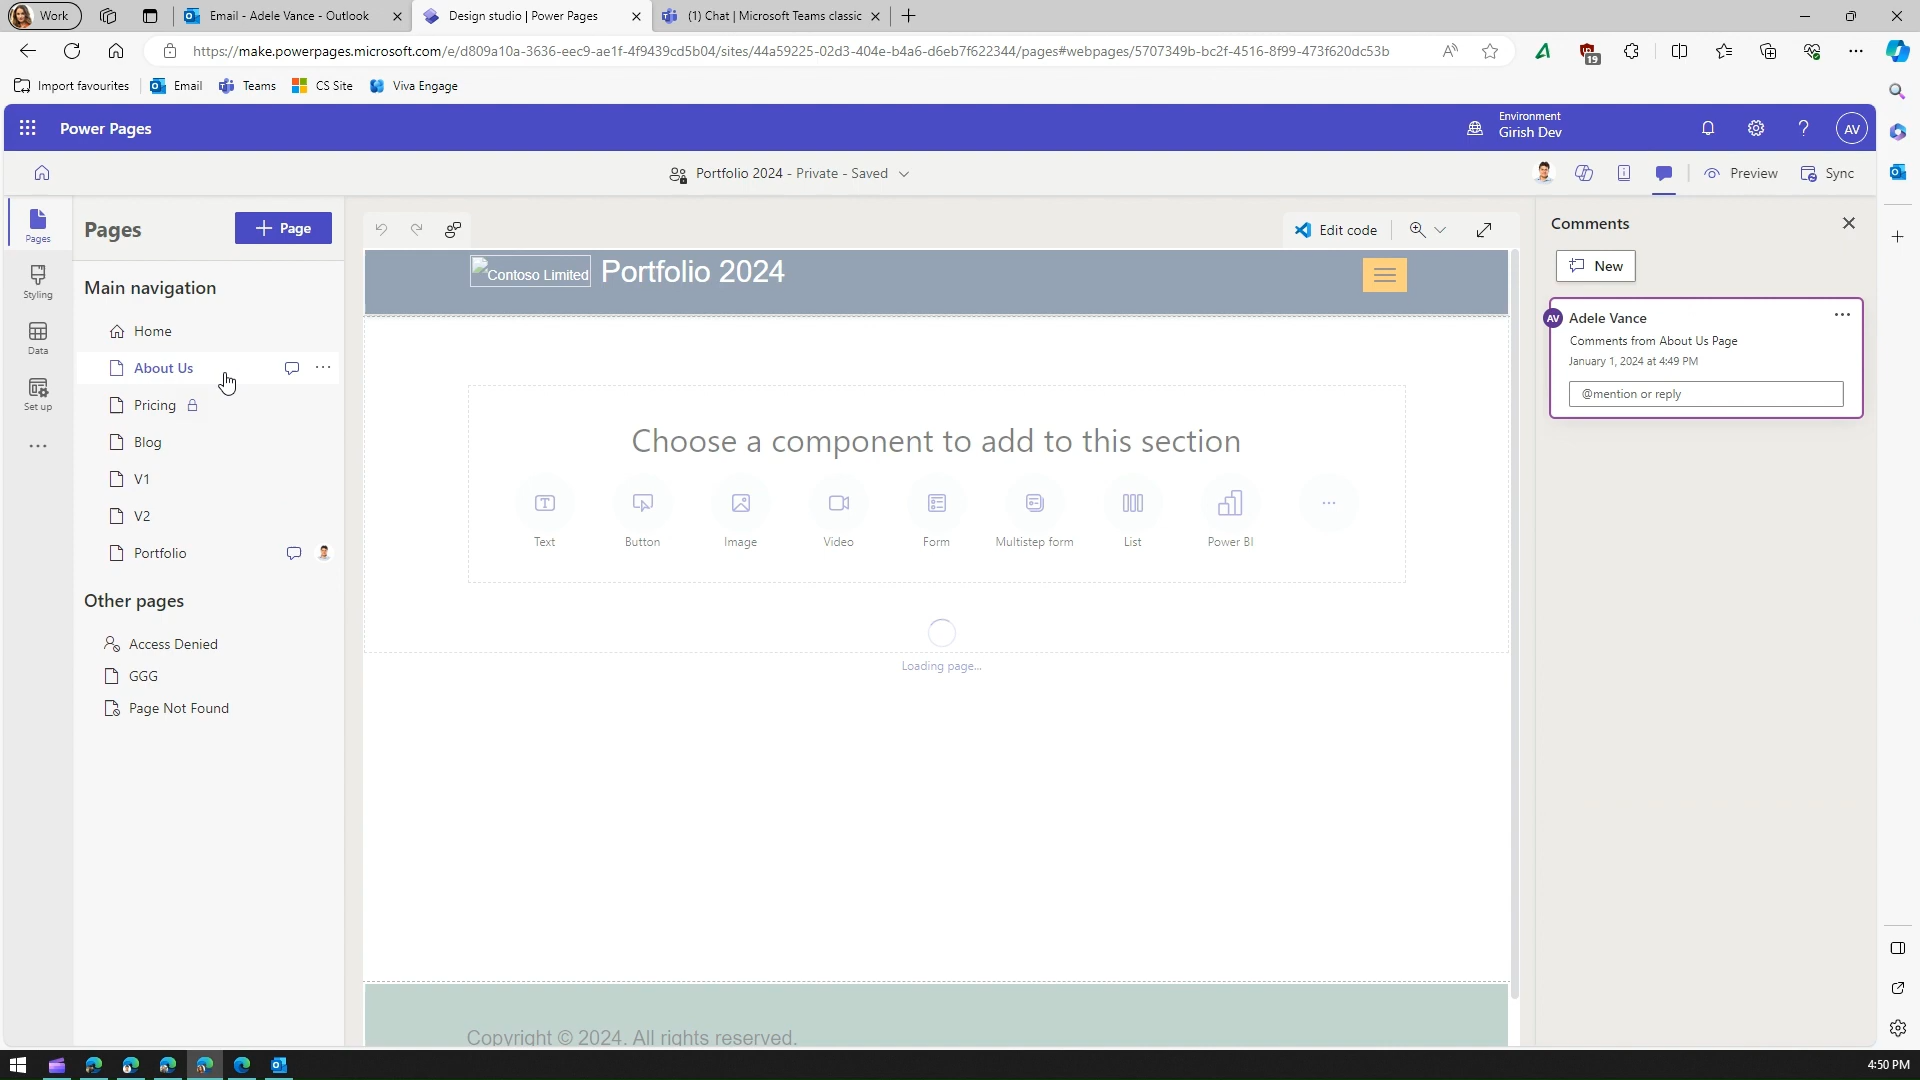 Work
Email - Adele Vance - Outlook
Design studio | Power Pages
(1) Chat | Microsoft Teams classic
https://make.powerpages.microsoft.com/e/d809a10a-3636-eec9-ae1f-4f9439cd5b04/sites/44a59225-02d3-404e-b4a6-d6eb7f622344/pages#webpages/5707349b-bc2f-4516-8f99-473f620dc53b
19
Import favourites
Email
Teams
CS Site
Viva Engage
Power Pages
Environment
Girish Dev
AV
Portfolio 2024 - Private - Saved
Preview
Sync
Pages
Styling
Data
Set up
Pages
+ Page
Main navigation
Home
About Us
Pricing
Blog
V1
V2
Portfolio
Other pages
Access Denied
GGG
Page Not Found
Edit code
Contoso Limited
Portfolio 2024
Choose a component to add to this section
Text
Button
Image
Video
Form
Multistep form
List
Power BI
Loading page...
Copyright © 2024. All rights reserved.
Comments
New
AV
Adele Vance
Comments from About Us Page
January 1, 2024 at 4:49 PM
@mention or reply
4:50 PM